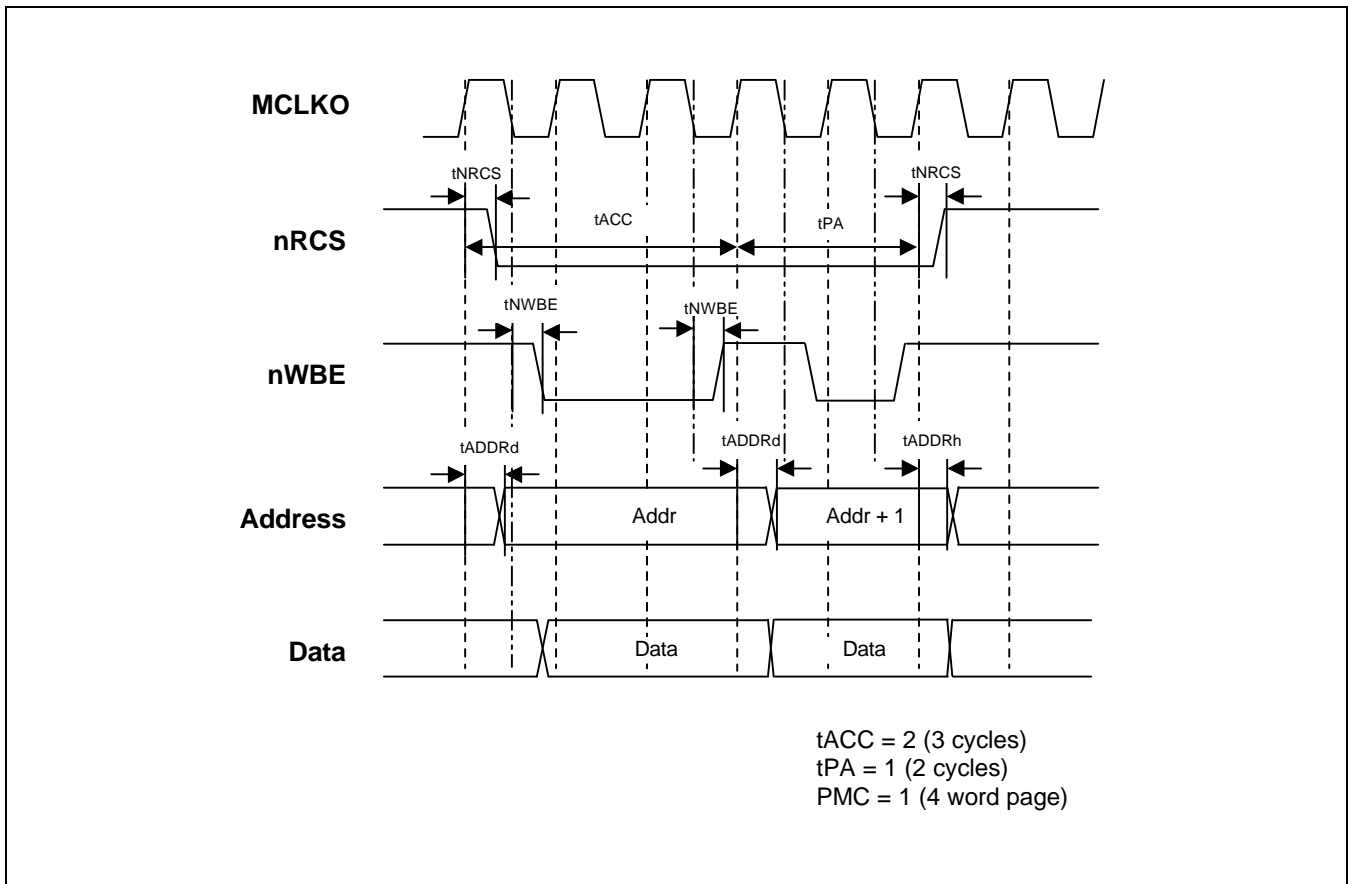 MCLKO
tNRCS
tNRCS
tACC
tPA
nRCS
tNWBE
tNWBE
nWBE
tADDRd
tADDRd
tADDRh
Address
Addr
Addr + 1
Data
Data
Data
tACC = 2 (3 cycles)
tPA = 1 (2 cycles)
PMC = 1 (4 word page)